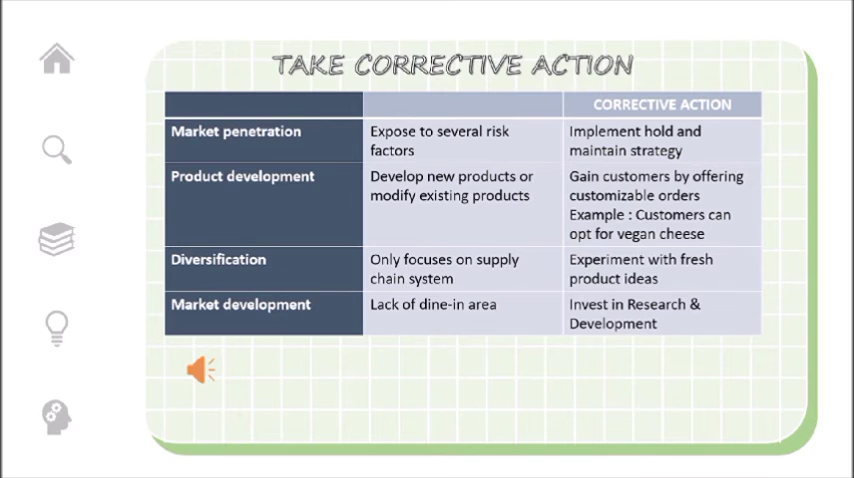 TAKE CORRECTIVE ACTION
CORRECTIVE ACTION
Market penetration
Expose to several risk
factors
Implement hold and
maintain strategy
Product development
Develop new products or
modify existing products
Gain customers by offering
customizable orders
Example : Customers can
opt for vegan cheese
Diversification
Only focuses on supply
chain system
Experiment with fresh
product ideas
Market development
Lack of dine-in area
Invest in Research &
Development